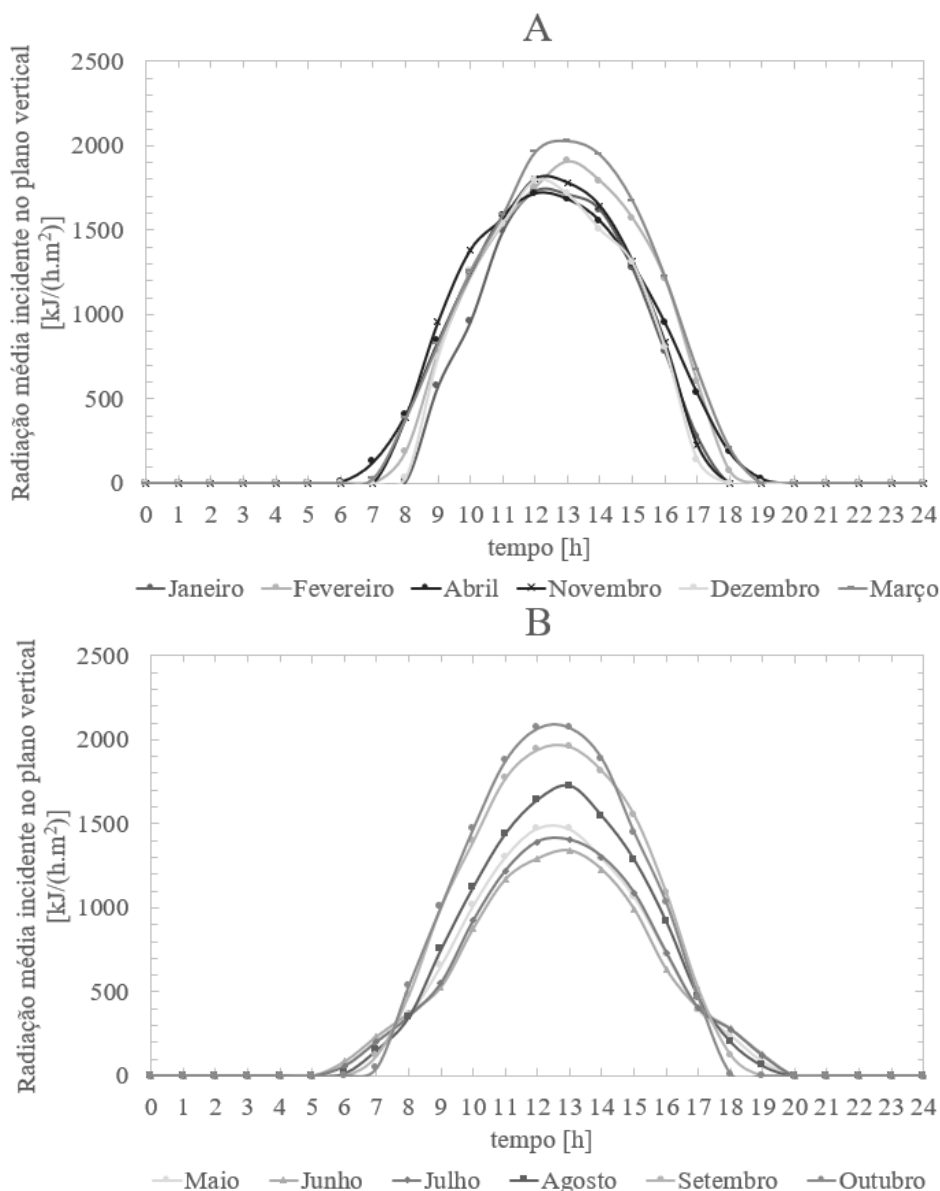 A
Radiação média incidente no plano vertical
[kJ/(h.m²)]
2500
2000
1500
1000
500
0
0 1 2 3 4 5 6 7 8 9 10 11 12 13 14 15 16 17 18 19 20 21 22 23 24
tempo [h]
Janeiro Fevereiro Abril Novembro Dezembro Março
B
Radiação média incidente no plano vertical
[kJ/(h.m²)]
2500
2000
1500
1000
500
0
0 1 2 3 4 5 6 7 8 9 10 11 12 13 14 15 16 17 18 19 20 21 22 23 24
tempo [h]
Maio Junho Julho Agosto Setembro Outubro